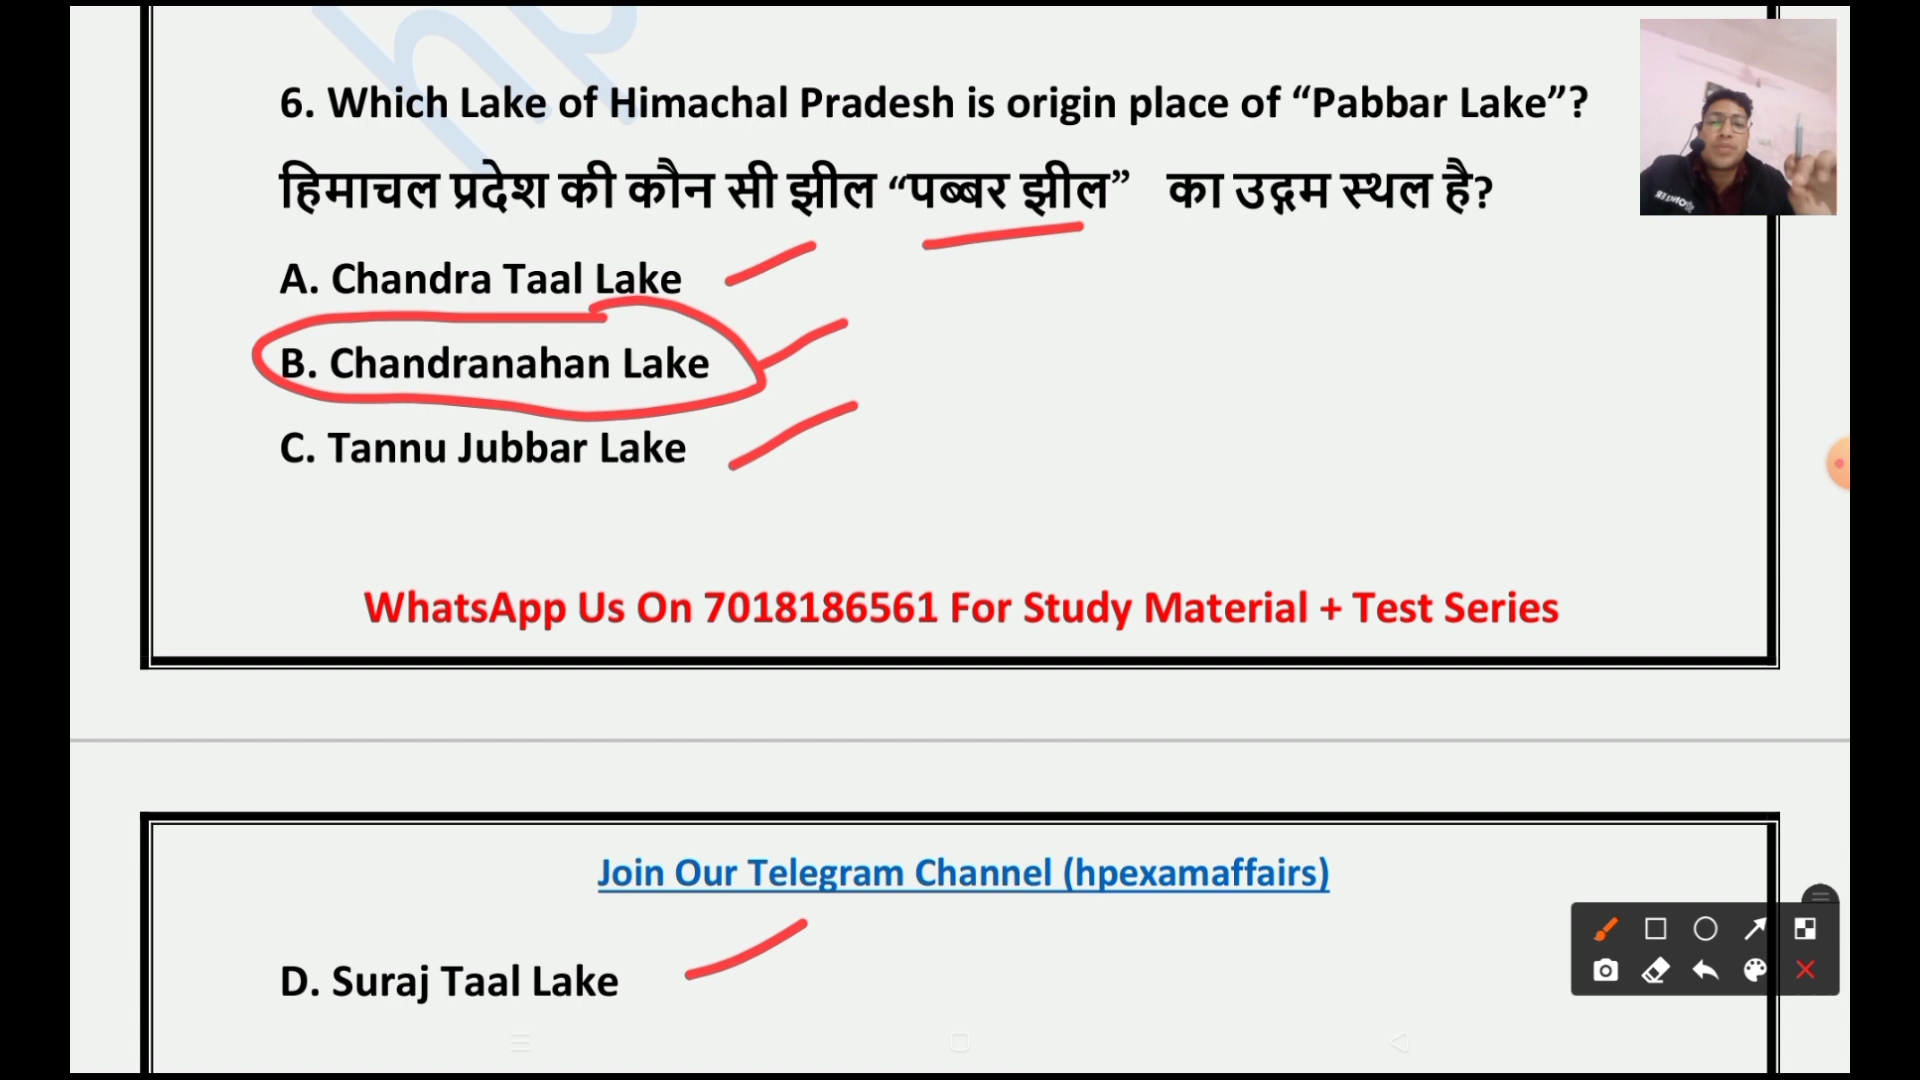 hp
6. Which Lake of Himachal Pradesh is origin place of “Pabbar Lake”?
हिमाचल प्रदेश की कौन सी झील “पब्बर झील” का उद्गम स्थल है?
A. Chandra Taal Lake
B. Chandranahan Lake
C. Tannu Jubbar Lake
WhatsApp Us On 7018186561 For Study Material + Test Series
Join Our Telegram Channel (hpexamaffairs)
D. Suraj Taal Lake